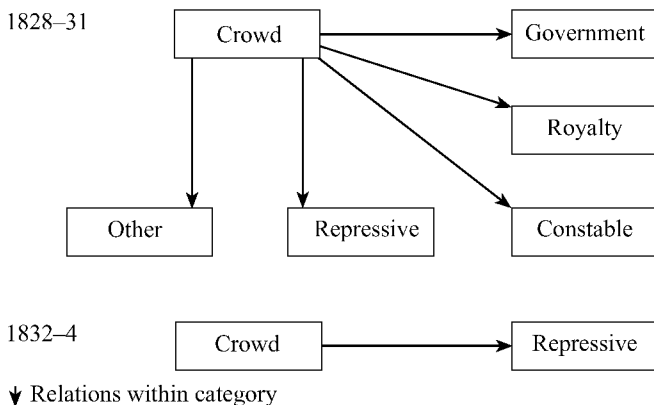 1828–31
Crowd
Government
Royalty
Other
Repressive
Constable
1832–4
Crowd
Repressive
Relations within category